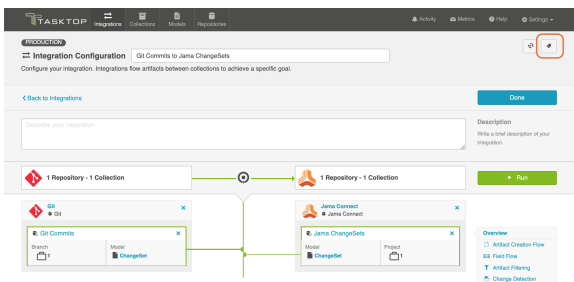 TASKTOP
Integrations
Collections
Models
Repositories
Activity
Metrics
Help
Settings
PRODUCTION
Integration Configuration
Git Commits to Jama ChangeSets
Configure your integration. Integrations flow artifacts between collections to achieve a specific goal.
Back to Integrations
Done
Describe your integration
Description
Write a brief description of your
integration.
1 Repository - 1 Collection
1 Repository - 1 Collection
Run
Git
Git
Jama Connect
Jama Connect
Git Commits
Branch
1
Model
ChangeSet
Jama ChangeSets
Model
ChangeSet
Project
1
Overview
Artifact Creation Flow
Field Flow
Artifact Filtering
Change Detection